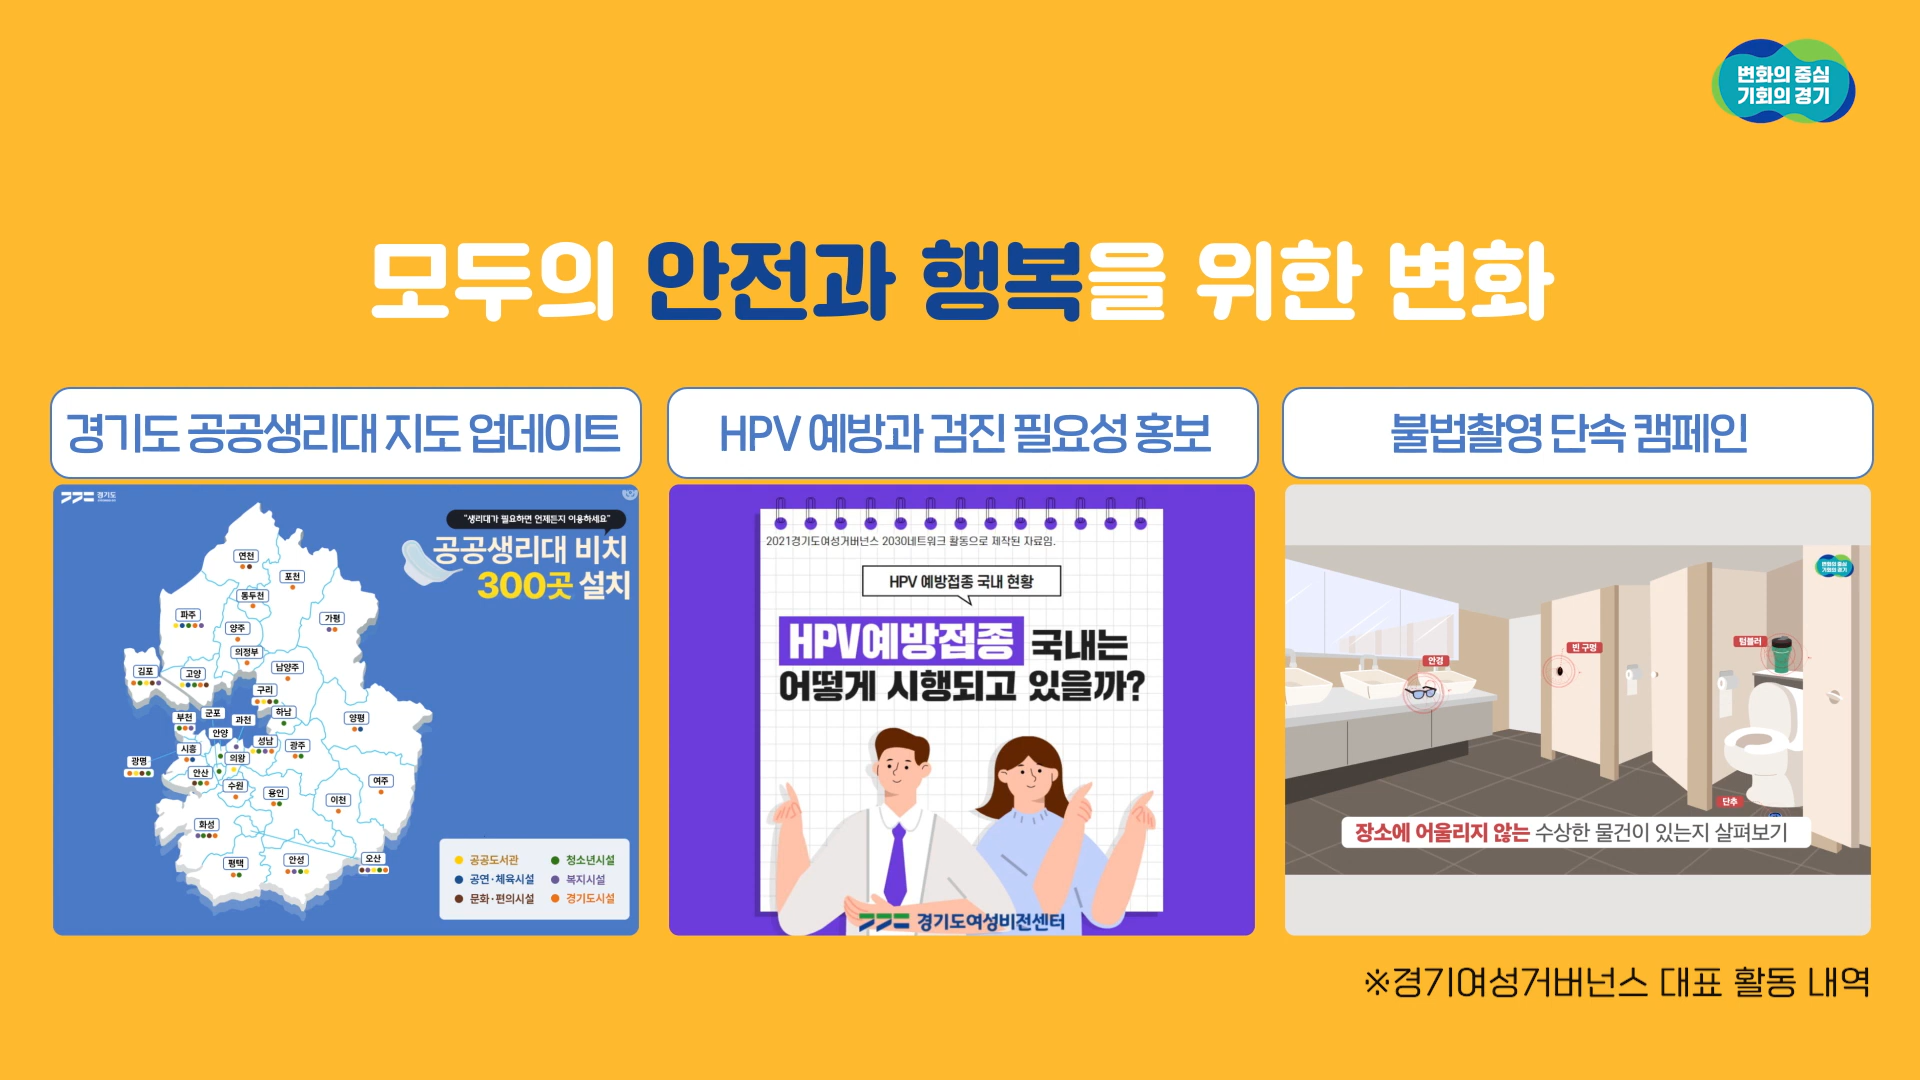 변화의 중심
기회의 경기
모두의 안전과 행복을 위한 변화
경기도 공공생리대 지도 업데이트
경기도
"생리대가 필요하면 언제든지 이용하세요"
공공생리대 비치
300곳 설치
연천
포천
동두천
파주
가평
양주
의정부
남양주
김포
고양
구리
하남
부천
군포
과천
양평
안양
성남
광주
시흥
의왕
광명
안산
수원
용인
이천
여주
화성
평택
안성
오산
공공도서관
청소년시설
공연·체육시설
복지시설
문화·편의시설
경기도시설
HPV 예방과 검진 필요성 홍보
2021경기도여성거버넌스 2030네트워크 활동으로 제작된 자료임.
HPV 예방접종 국내 현황
HPV예방접종 국내는
어떻게 시행되고 있을까?
경기도여성비전센터
불법촬영 단속 캠페인
변화의 중심
기회의 경기
빈 구멍
텀블러
안경
단추
장소에 어울리지 않는 수상한 물건이 있는지 살펴보기
※경기여성거버넌스 대표 활동 내역